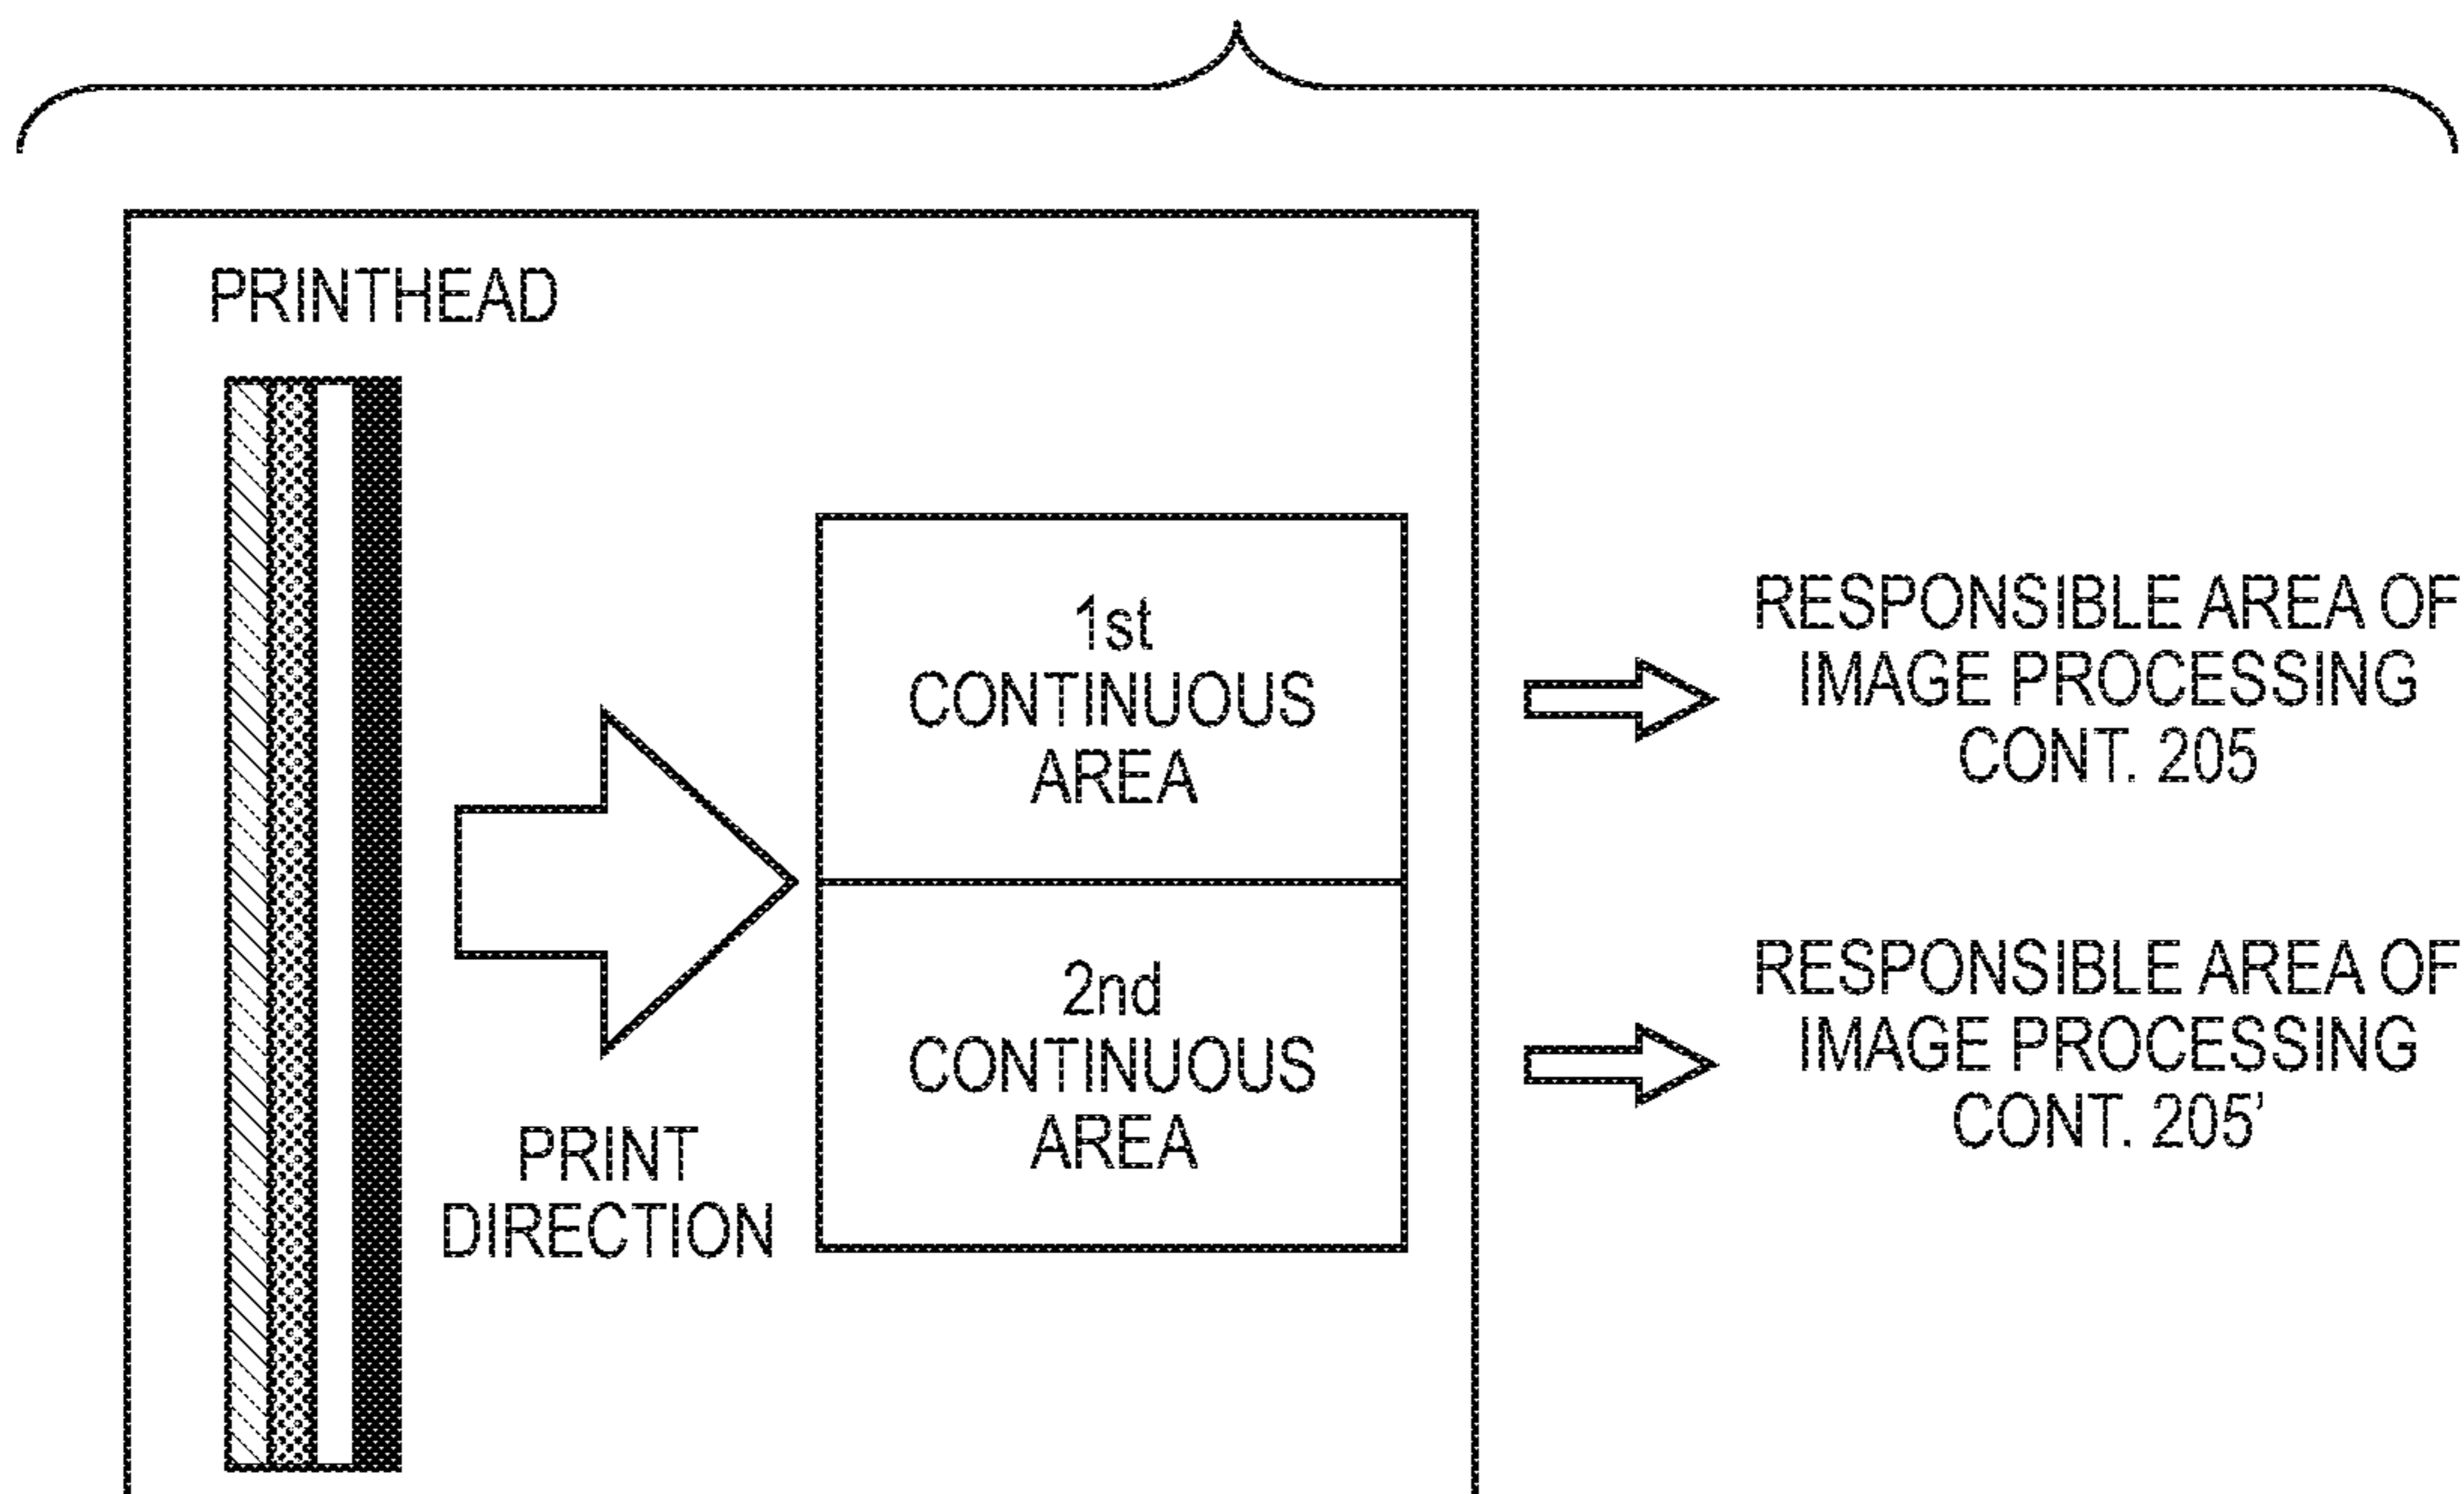 PRINTHEAD
PRINT
DIRECTION
1st
CONTINUOUS
AREA
2nd
CONTINUOUS
AREA
RESPONSIBLE AREA OF
IMAGE PROCESSING
CONT. 205
RESPONSIBLE AREA OF
IMAGE PROCESSING
CONT. 205’